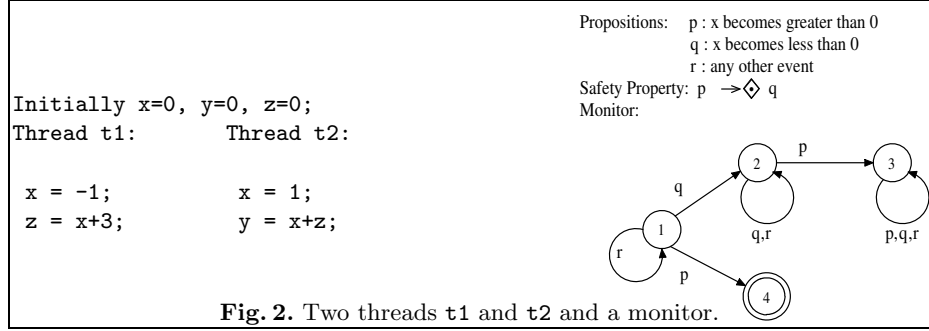 Propositions: p : x becomes greater than 0
q : x becomes less than 0
r : any other event
Safety Property: p → ⟐ q
Monitor:
Initially x=0, y=0, z=0;
Thread t1: Thread t2:
x = -1; x = 1;
z = x+3; y = x+z;
p
2
3
q
1
q,r
p,q,r
r
p
4
Fig. 2. Two threads t1 and t2 and a monitor.